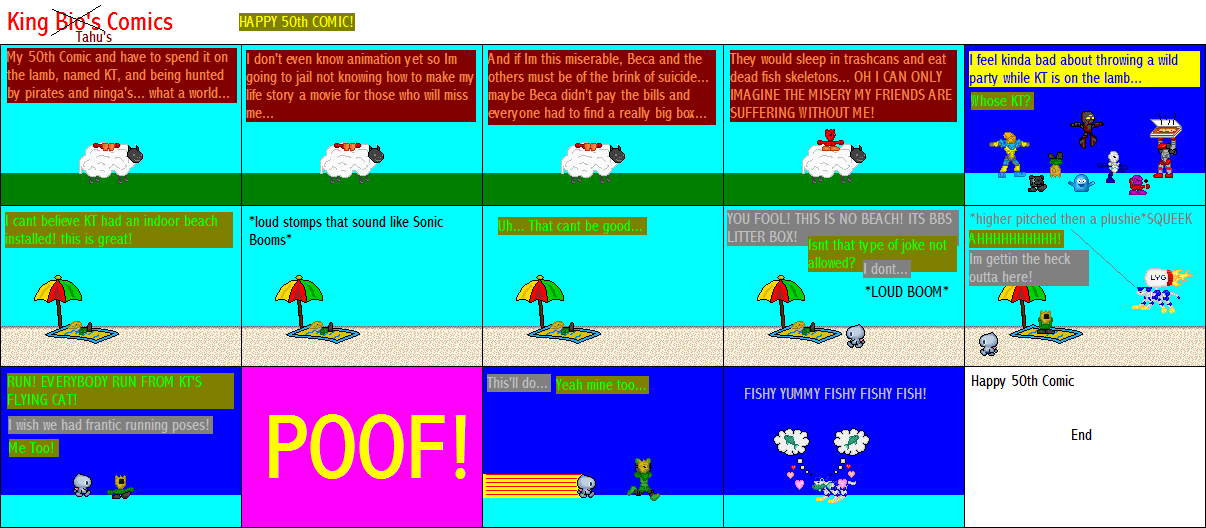 King Bio's Comics
Tahu's
HAPPY 50th COMIC!
My 50th Comic and have to spend it on
the lamb, named KT, and being hunted
by pirates and ninga's... what a world...
I don't even know animation yet so Im
going to jail not knowing how to make my
life story a movie for those who will miss
me...
And if Im this miserable, Beca and the
others must be of the brink of suicide...
maybe Beca didn't pay the bills and
everyone had to find a really big box...
They would sleep in trashcans and eat
dead fish skeletons... OH I CAN ONLY
IMAGINE THE MISERY MY FRIENDS ARE
SUFFERING WITHOUT ME!
I feel kinda bad about throwing a wild
party while KT is on the lamb...
Whose KT?
I cant believe KT had an indoor beach
installed! this is great!
*loud stomps that sound like Sonic
Booms*
Uh... That cant be good...
YOU FOOL! THIS IS NO BEACH! ITS BBS
LITTER BOX!
Isnt that type of joke not
allowed?
I dont...
*LOUD BOOM*
*higher pitched then a plushie*SQUEEK
AHHHHHHHHHH!
Im gettin the heck
outta here!
LYG
RUN! EVERYBODY RUN FROM KT'S
FLYING CAT!
I wish we had frantic running poses!
Me Too!
POOF!
This'll do...
Yeah mine too...
FISHY YUMMY FISHY FISHY FISH!
Happy 50th Comic
End